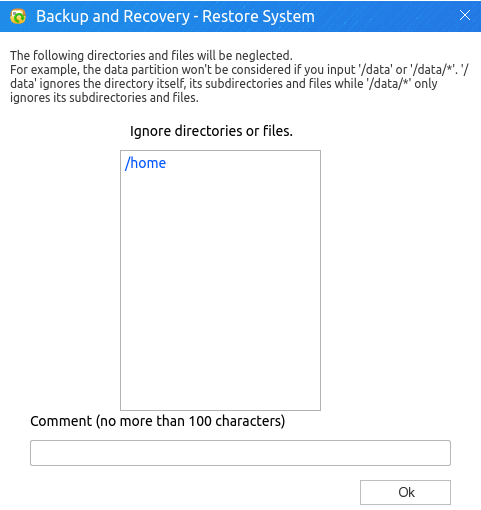 Backup and Recovery - Restore System
The following directories and files will be neglected.
For example, the data partition won't be considered if you input '/data' or '/data/*'. '/
data' ignores the directory itself, its subdirectories and files while '/data/*' only
ignores its subdirectories and files.
Ignore directories or files.
/home
Comment (no more than 100 characters)
Ok